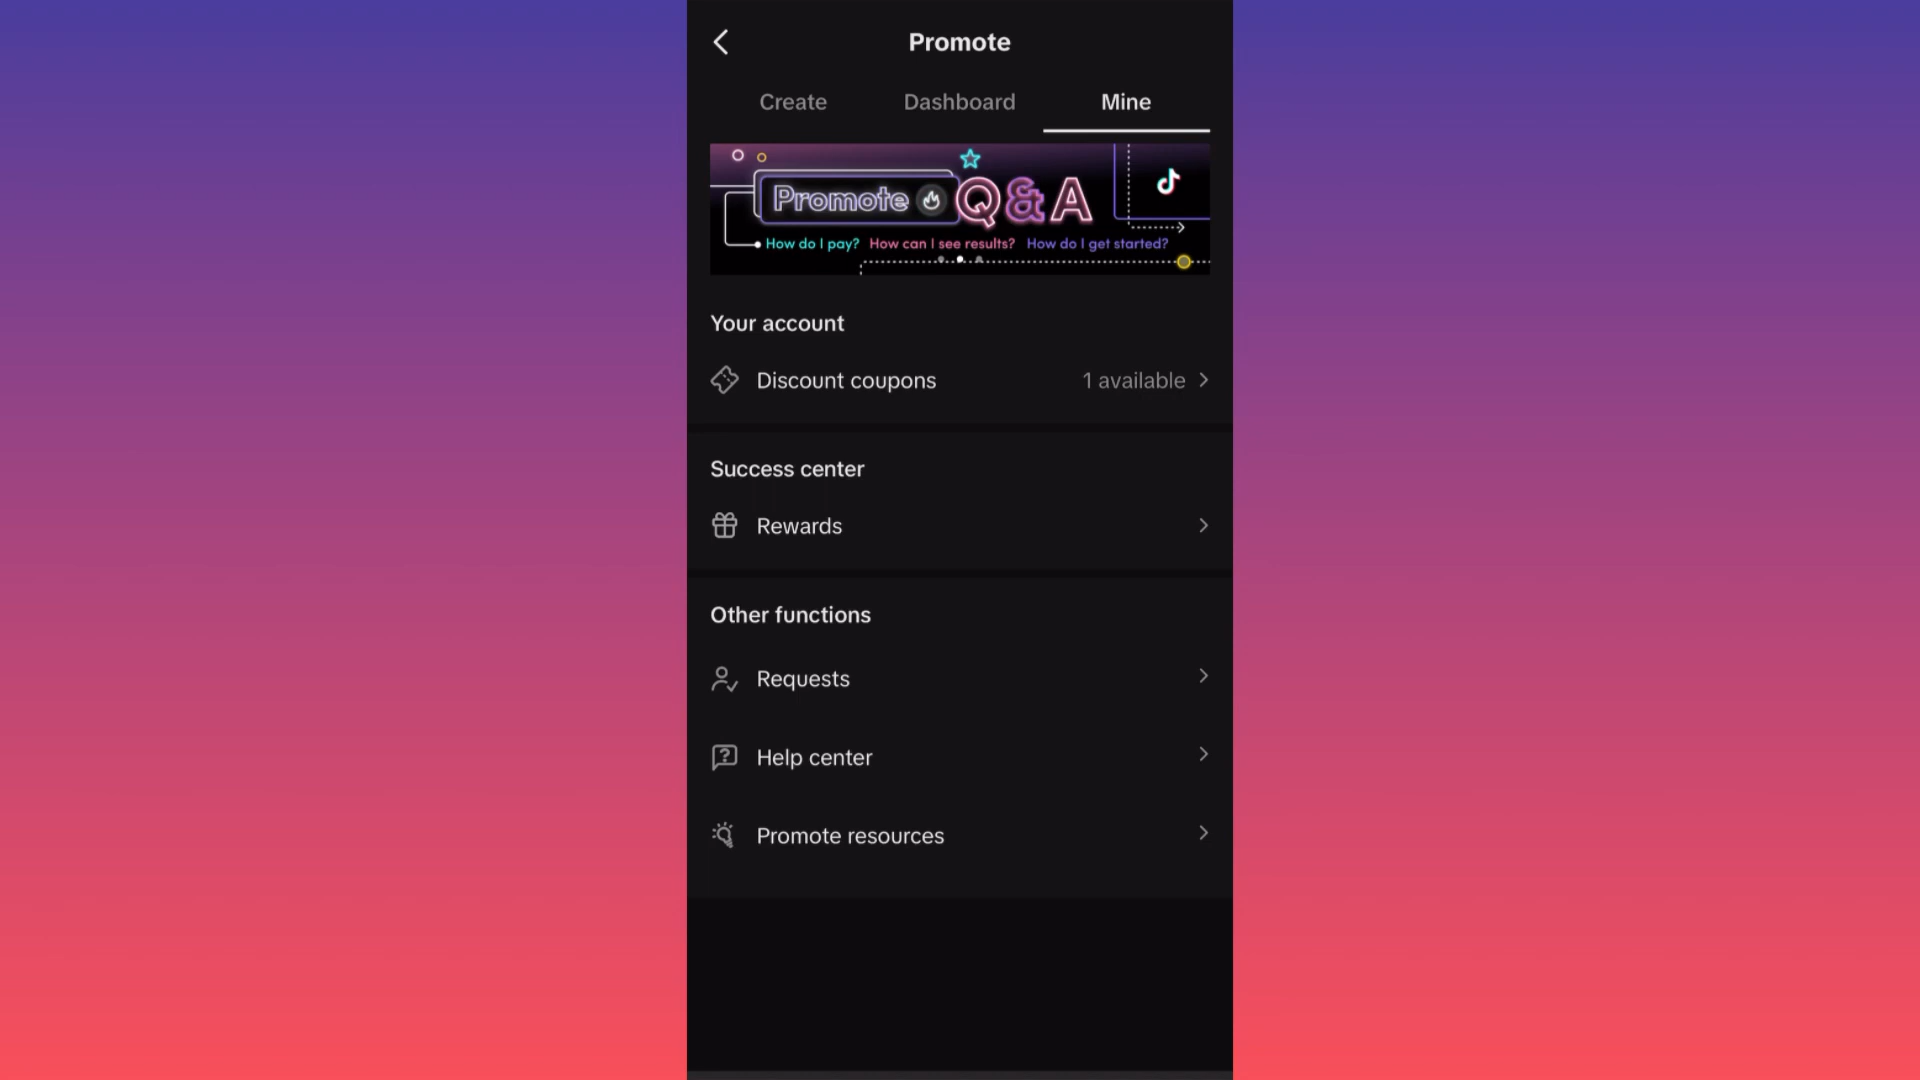 Promote
Create Dashboard Mine
Promote Q&A
How do I pay? How can I see results? How do I get started?
Your account
Discount coupons 1 available
Success center
Rewards
Other functions
Requests
Help center
Promote resources